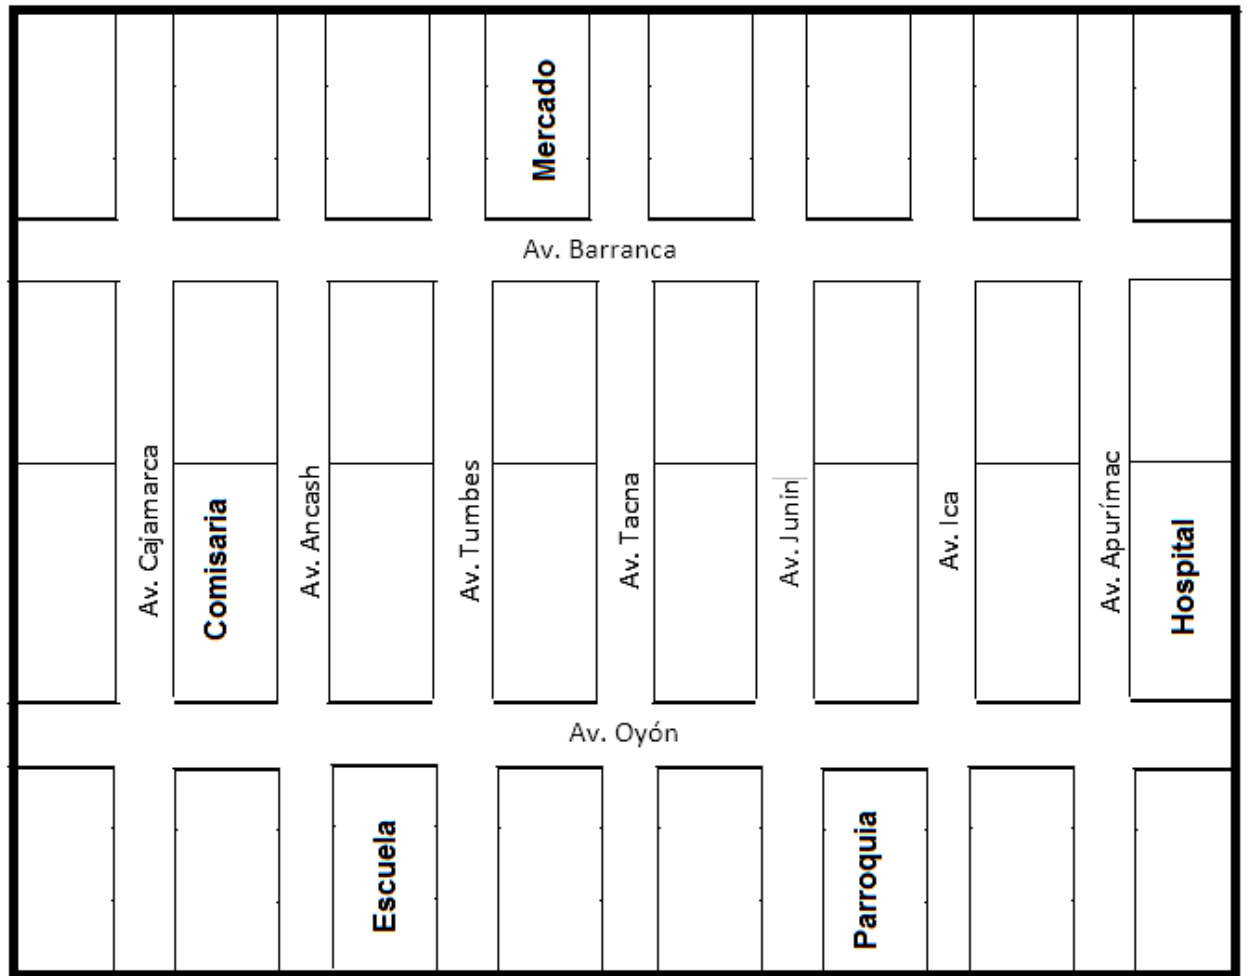 Mercado
Av. Barranca
Av. Cajamarca
Comisaria
Av. Ancash
Av. Tumbes
Av. Tacna
Av. Junin
Av. Ica
Av. Apurímac
Hospital
Av. Oyón
Escuela
Parroquia